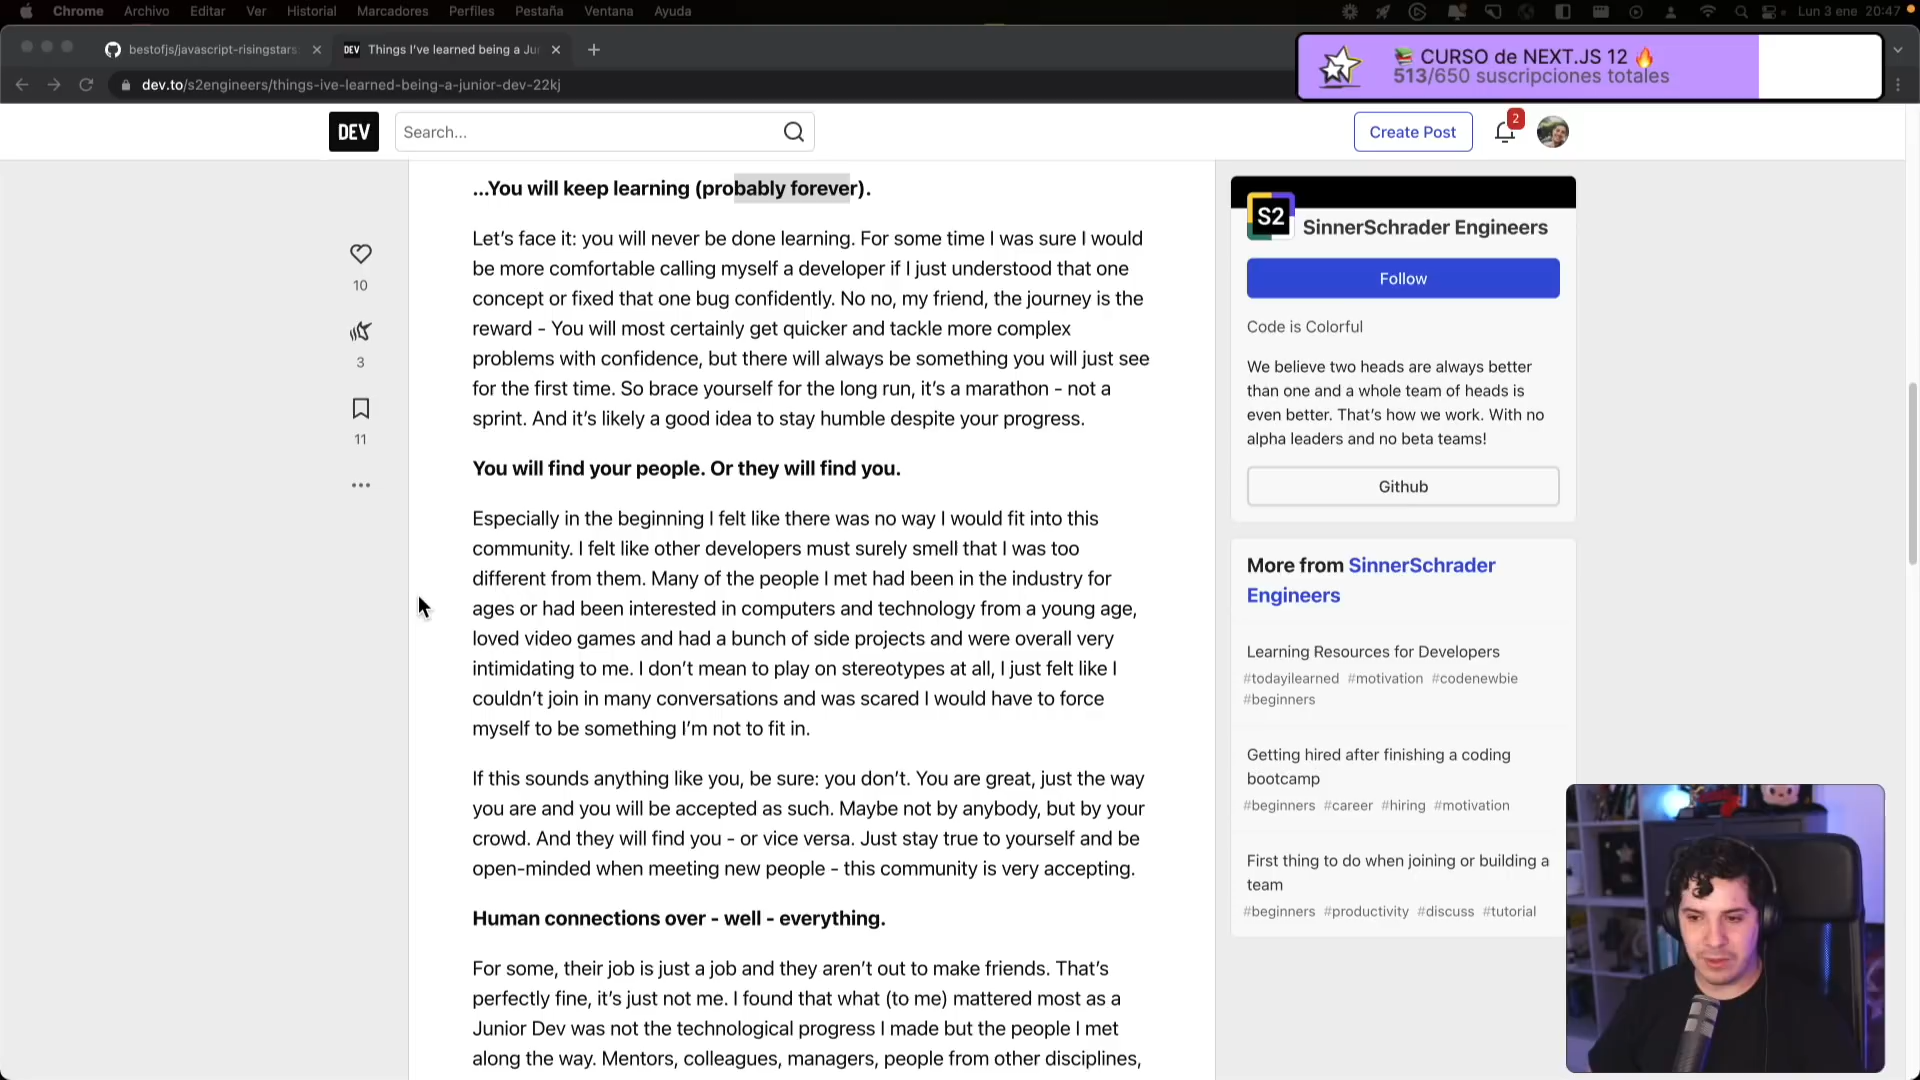 Chrome Archivo Editar Ver Historial Marcadores Perfiles Pestaña Ventana Ayuda Lun 3 ene 20:47
bestofjs/javascript-risingstars
DEV Things I've learned being a Ju
dev.to/s2engineers/things-ive-learned-being-a-junior-dev-22kj
CURSO de NEXT.JS 12
513/650 suscripciones totales
DEV
Search...
Create Post
2
...You will keep learning (probably forever).
Let's face it: you will never be done learning. For some time I was sure I would
be more comfortable calling myself a developer if I just understood that one
concept or fixed that one bug confidently. No no, my friend, the journey is the
reward - You will most certainly get quicker and tackle more complex
problems with confidence, but there will always be something you will just see
for the first time. So brace yourself for the long run, it's a marathon - not a
sprint. And it's likely a good idea to stay humble despite your progress.
You will find your people. Or they will find you.
Especially in the beginning I felt like there was no way I would fit into this
community. I felt like other developers must surely smell that I was too
different from them. Many of the people I met had been in the industry for
ages or had been interested in computers and technology from a young age,
loved video games and had a bunch of side projects and were overall very
intimidating to me. I don't mean to play on stereotypes at all, I just felt like I
couldn't join in many conversations and was scared I would have to force
myself to be something I'm not to fit in.
If this sounds anything like you, be sure: you don't. You are great, just the way
you are and you will be accepted as such. Maybe not by anybody, but by your
crowd. And they will find you - or vice versa. Just stay true to yourself and be
open-minded when meeting new people - this community is very accepting.
Human connections over - well - everything.
For some, their job is just a job and they aren't out to make friends. That's
perfectly fine, it's just not me. I found that what (to me) mattered most as a
Junior Dev was not the technological progress I made but the people I met
along the way. Mentors, colleagues, managers, people from other disciplines,
10
3
11
S2
SinnerSchrader Engineers
Follow
Code is Colorful
We believe two heads are always better
than one and a whole team of heads is
even better. That's how we work. With no
alpha leaders and no beta teams!
Github
More from SinnerSchrader
Engineers
Learning Resources for Developers
#todayilearned #motivation #codenewbie
#beginners
Getting hired after finishing a coding
bootcamp
#beginners #career #hiring #motivation
First thing to do when joining or building a
team
#beginners #productivity #discuss #tutorial